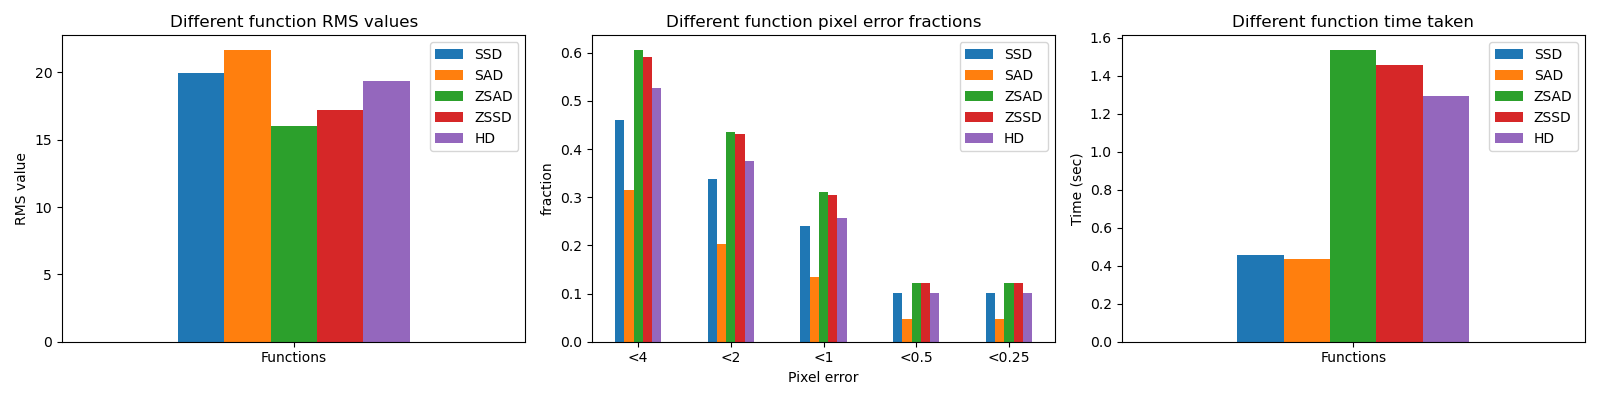 Different function RMS values
RMS value
20
15
10
5
0
Functions
SSD
SAD
ZSAD
ZSSD
HD
Different function pixel error fractions
fraction
0.6
0.5
0.4
0.3
0.2
0.1
0.0
<4 <2 <1 <0.5 <0.25
Pixel error
SSD
SAD
ZSAD
ZSSD
HD
Different function time taken
Time (sec)
1.6
1.4
1.2
1.0
0.8
0.6
0.4
0.2
0.0
Functions
SSD
SAD
ZSAD
ZSSD
HD